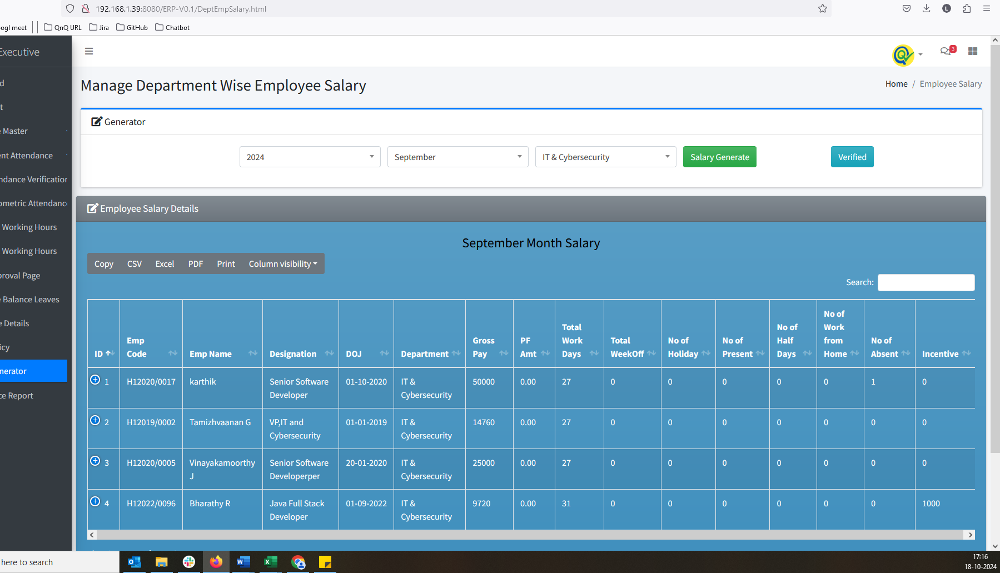 192.168.1.39:8080/ERP-V0.1/DeptEmpSalary.html
L
ogl meet
QnQ URL
Jira
GitHub
Chatbot
Executive
3
d
t
e Master
ent Attendance
ndance Verification
ometric Attendance
Working Hours
Working Hours
proval Page
e Balance Leaves
e Details
icy
nerator
ce Report
Manage Department Wise Employee Salary
Home / Employee Salary
Generator
2024
September
IT & Cybersecurity
Salary Generate
Verified
Employee Salary Details
September Month Salary
Copy CSV Excel PDF Print Column visibility
Search:
ID
Emp Code
Emp Name
Designation
DOJ
Department
Gross Pay
PF Amt
Total Work Days
Total WeekOff
No of Holiday
No of Present
No of Half Days
No of Work from Home
No of Absent
Incentive
1 H12020/0017 karthik Senior Software Developer 01-10-2020 IT & Cybersecurity 50000 0.00 27 0 0 0 0 0 1 0
2 H12019/0002 Tamizhvaanan G VP,IT and Cybersecurity 01-01-2019 IT & Cybersecurity 14760 0.00 27 0 0 0 0 0 0 0
3 H12020/0005 Vinayakamoorthy J Senior Software Developerper 20-01-2020 IT & Cybersecurity 25000 0.00 27 0 0 0 0 0 0 0
4 H12022/0096 Bharathy R Java Full Stack Developer 01-09-2022 IT & Cybersecurity 9720 0.00 31 0 0 0 0 0 0 1000
here to search
17:16
18-10-2024